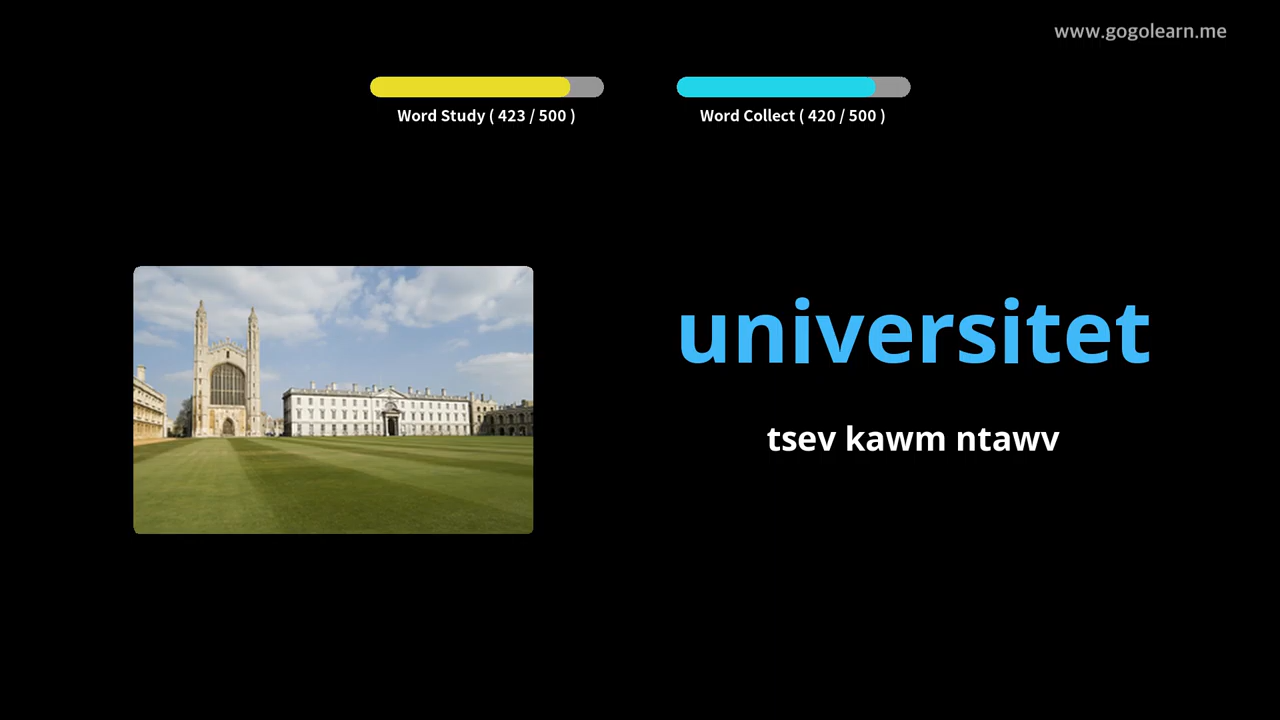 www.gogolearn.me
Word Study ( 423 / 500 )
Word Collect ( 420 / 500 )
universitet
tsev kawm ntawv